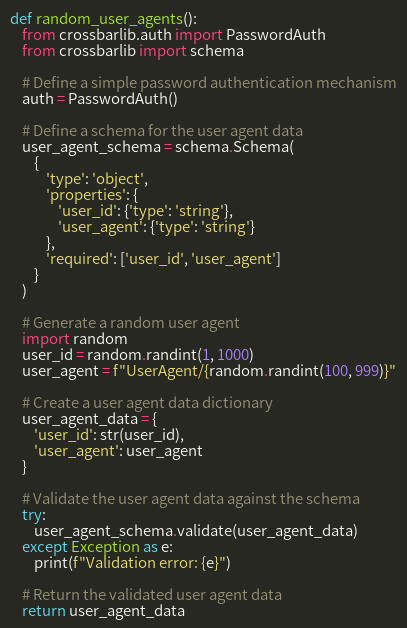 def random_user_agents():
    from crossbarlib.auth import PasswordAuth
    from crossbarlib import schema

    # Define a simple password authentication mechanism
    auth = PasswordAuth()

    # Define a schema for the user agent data
    user_agent_schema = schema.Schema(
        {
            'type': 'object',
            'properties': {
                'user_id': {'type': 'string'},
                'user_agent': {'type': 'string'}
            },
            'required': ['user_id', 'user_agent']
        }
    )

    # Generate a random user agent
    import random
    user_id = random.randint(1, 1000)
    user_agent = f"UserAgent/{random.randint(100, 999)}"

    # Create a user agent data dictionary
    user_agent_data = {
        'user_id': str(user_id),
        'user_agent': user_agent
    }

    # Validate the user agent data against the schema
    try:
        user_agent_schema.validate(user_agent_data)
    except Exception as e:
        print(f"Validation error: {e}")

    # Return the validated user agent data
    return user_agent_data